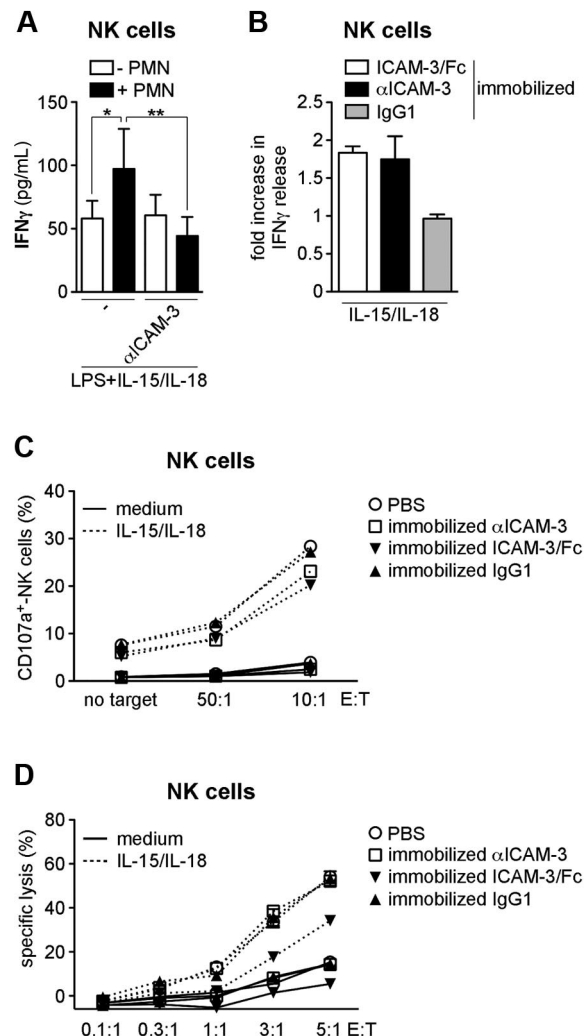 A
NK cells
- PMN
+ PMN
IFNγ (pg/mL)
150
100
50
0
*
**
-
αICAM-3
LPS+IL-15/IL-18
B
NK cells
ICAM-3/Fc
αICAM-3
IgG1
immobilized
fold increase in
IFNγ release
2.5
2
1.5
1
0.5
0
IL-15/IL-18
C
NK cells
medium
IL-15/IL-18
PBS
immobilized αICAM-3
immobilized ICAM-3/Fc
immobilized IgG1
CD107a⁺-NK cells (%)
40
30
20
10
0
no target 50:1 10:1 E:T
D
NK cells
medium
IL-15/IL-18
PBS
immobilized αICAM-3
immobilized ICAM-3/Fc
immobilized IgG1
specific lysis (%)
80
60
40
20
0
0.1:1 0.3:1 1:1 3:1 5:1 E:T